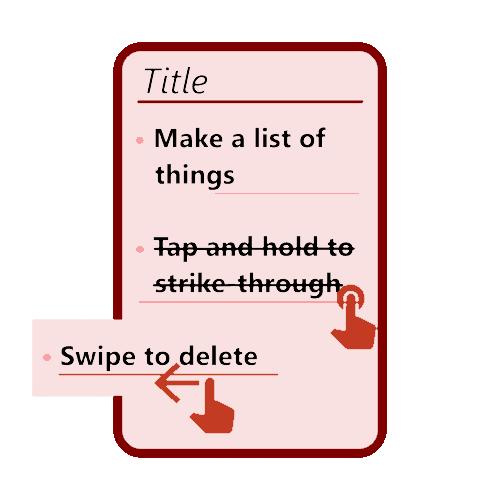 Title
Make a list of
things
Tap and hold to
strike-through
Swipe to delete